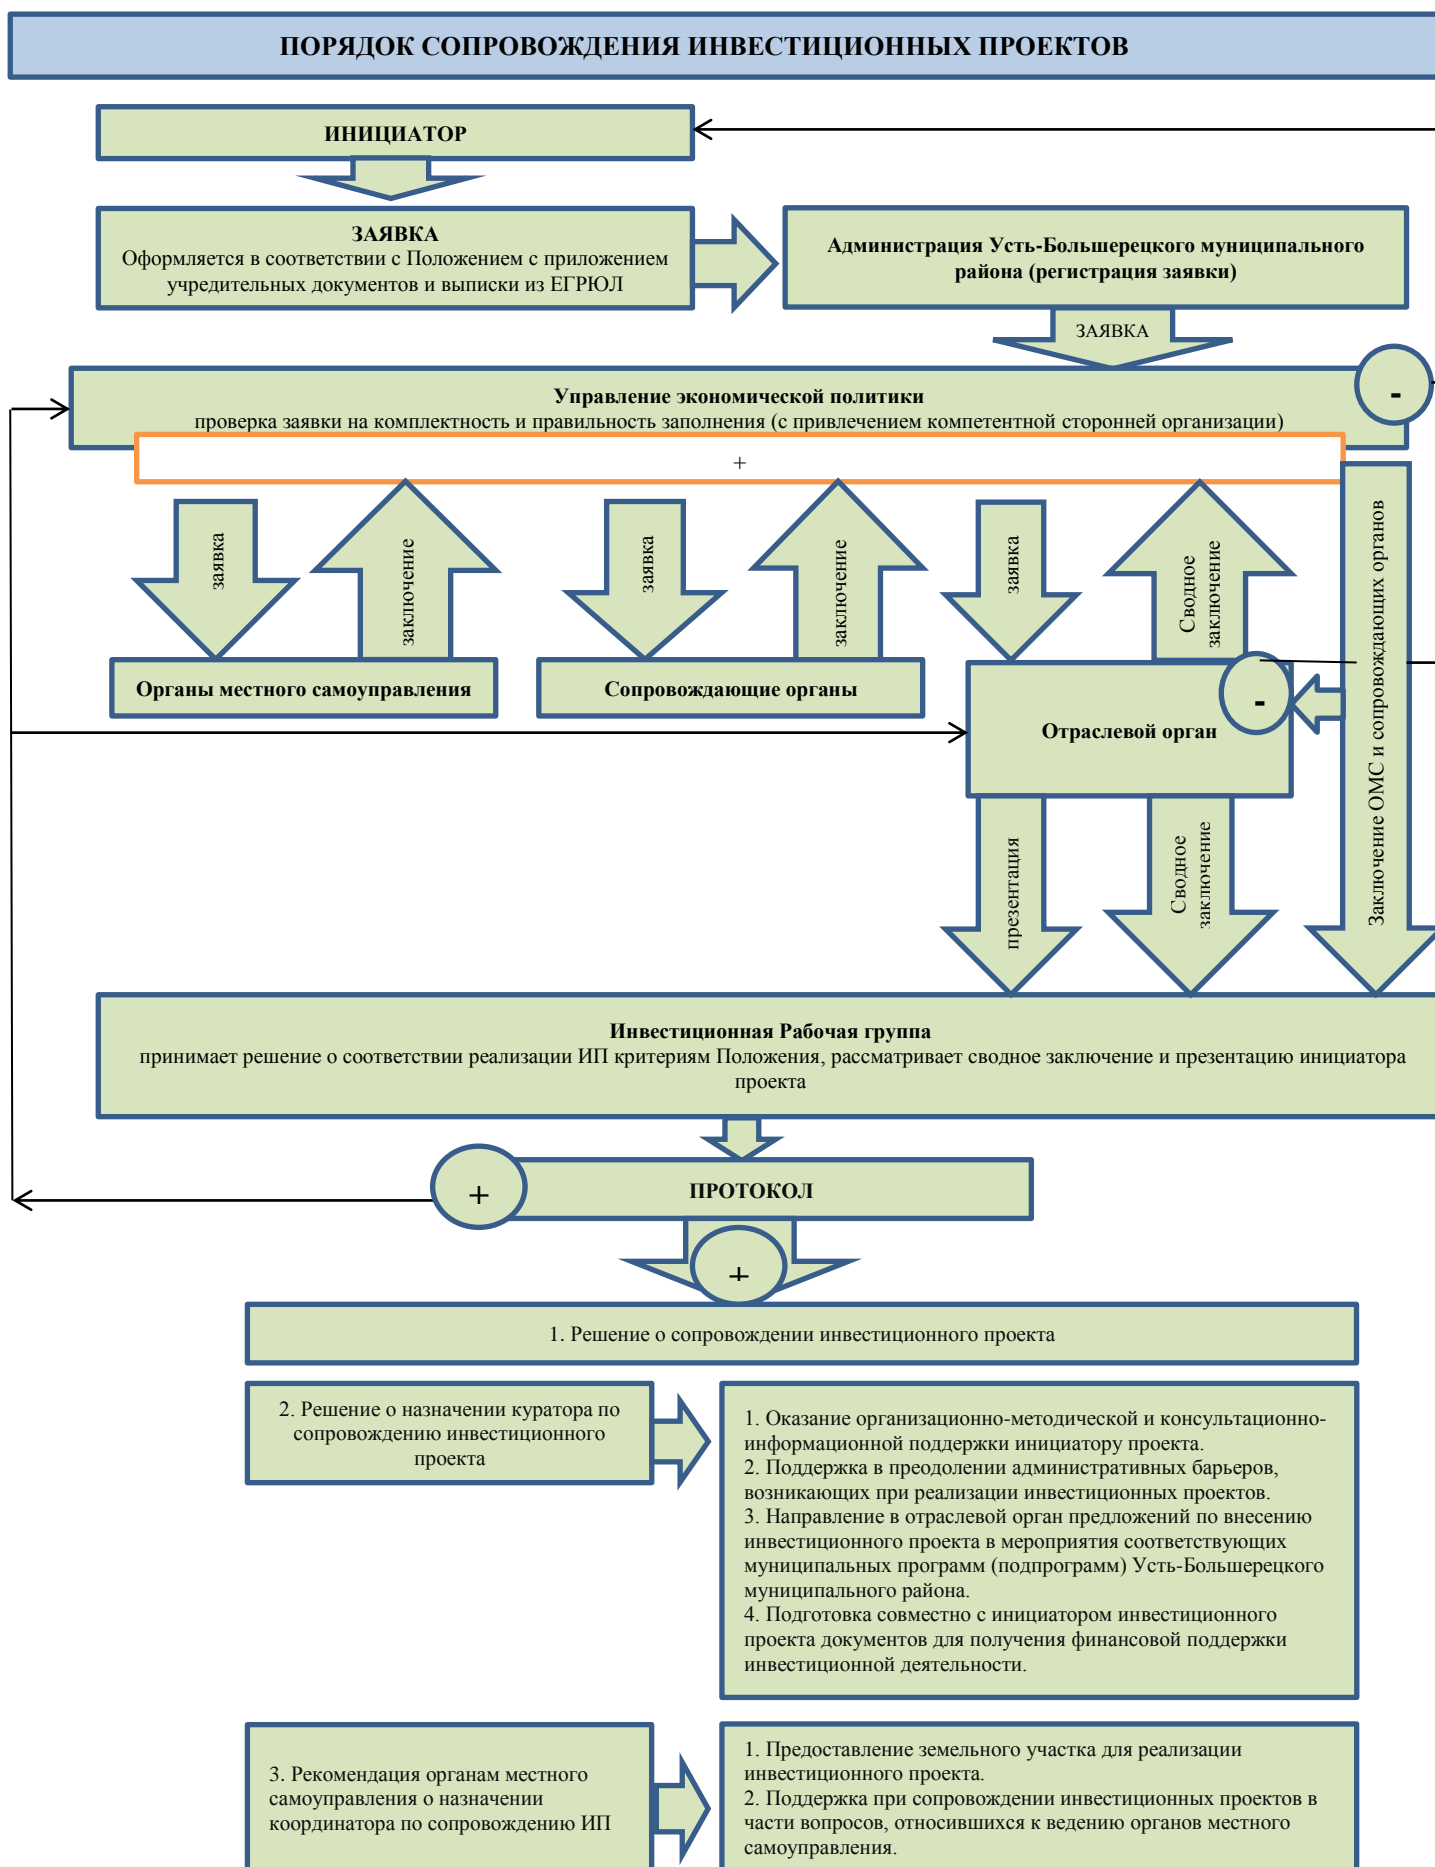 ПОРЯДОК СОПРОВОЖДЕНИЯ ИНВЕСТИЦИОННЫХ ПРОЕКТОВ
ИНИЦИАТОР
ЗАЯВКА
Оформляется в соответствии с Положением с приложением
учредительных документов и выписки из ЕГРЮЛ
Администрация Усть-Большерецкого муниципального
района (регистрация заявки)
ЗАЯВКА
-
Управление экономической политики
проверка заявки на комплектность и правильность заполнения (с привлечением компетентной сторонней организации)
+
заявка
заключение
заявка
заключение
заявка
Сводное
заключение
Заключение ОМС и сопровождающих органов
Органы местного самоуправления
Сопровождающие органы
Отраслевой орган
-
презентация
Сводное
заключение
Инвестиционная Рабочая группа
принимает решение о соответствии реализации ИП критериям Положения, рассматривает сводное заключение и презентацию инициатора
проекта
+
ПРОТОКОЛ
+
1. Решение о сопровождении инвестиционного проекта
2. Решение о назначении куратора по
сопровождению инвестиционного
проекта
1. Оказание организационно-методической и консультационно-
информационной поддержки инициатору проекта.
2. Поддержка в преодолении административных барьеров,
возникающих при реализации инвестиционных проектов.
3. Направление в отраслевой орган предложений по внесению
инвестиционного проекта в мероприятия соответствующих
муниципальных программ (подпрограмм) Усть-Большерецкого
муниципального района.
4. Подготовка совместно с инициатором инвестиционного
проекта документов для получения финансовой поддержки
инвестиционной деятельности.
3. Рекомендация органам местного
самоуправления о назначении
координатора по сопровождению ИП
1. Предоставление земельного участка для реализации
инвестиционного проекта.
2. Поддержка при сопровождении инвестиционных проектов в
части вопросов, относившихся к ведению органов местного
самоуправления.